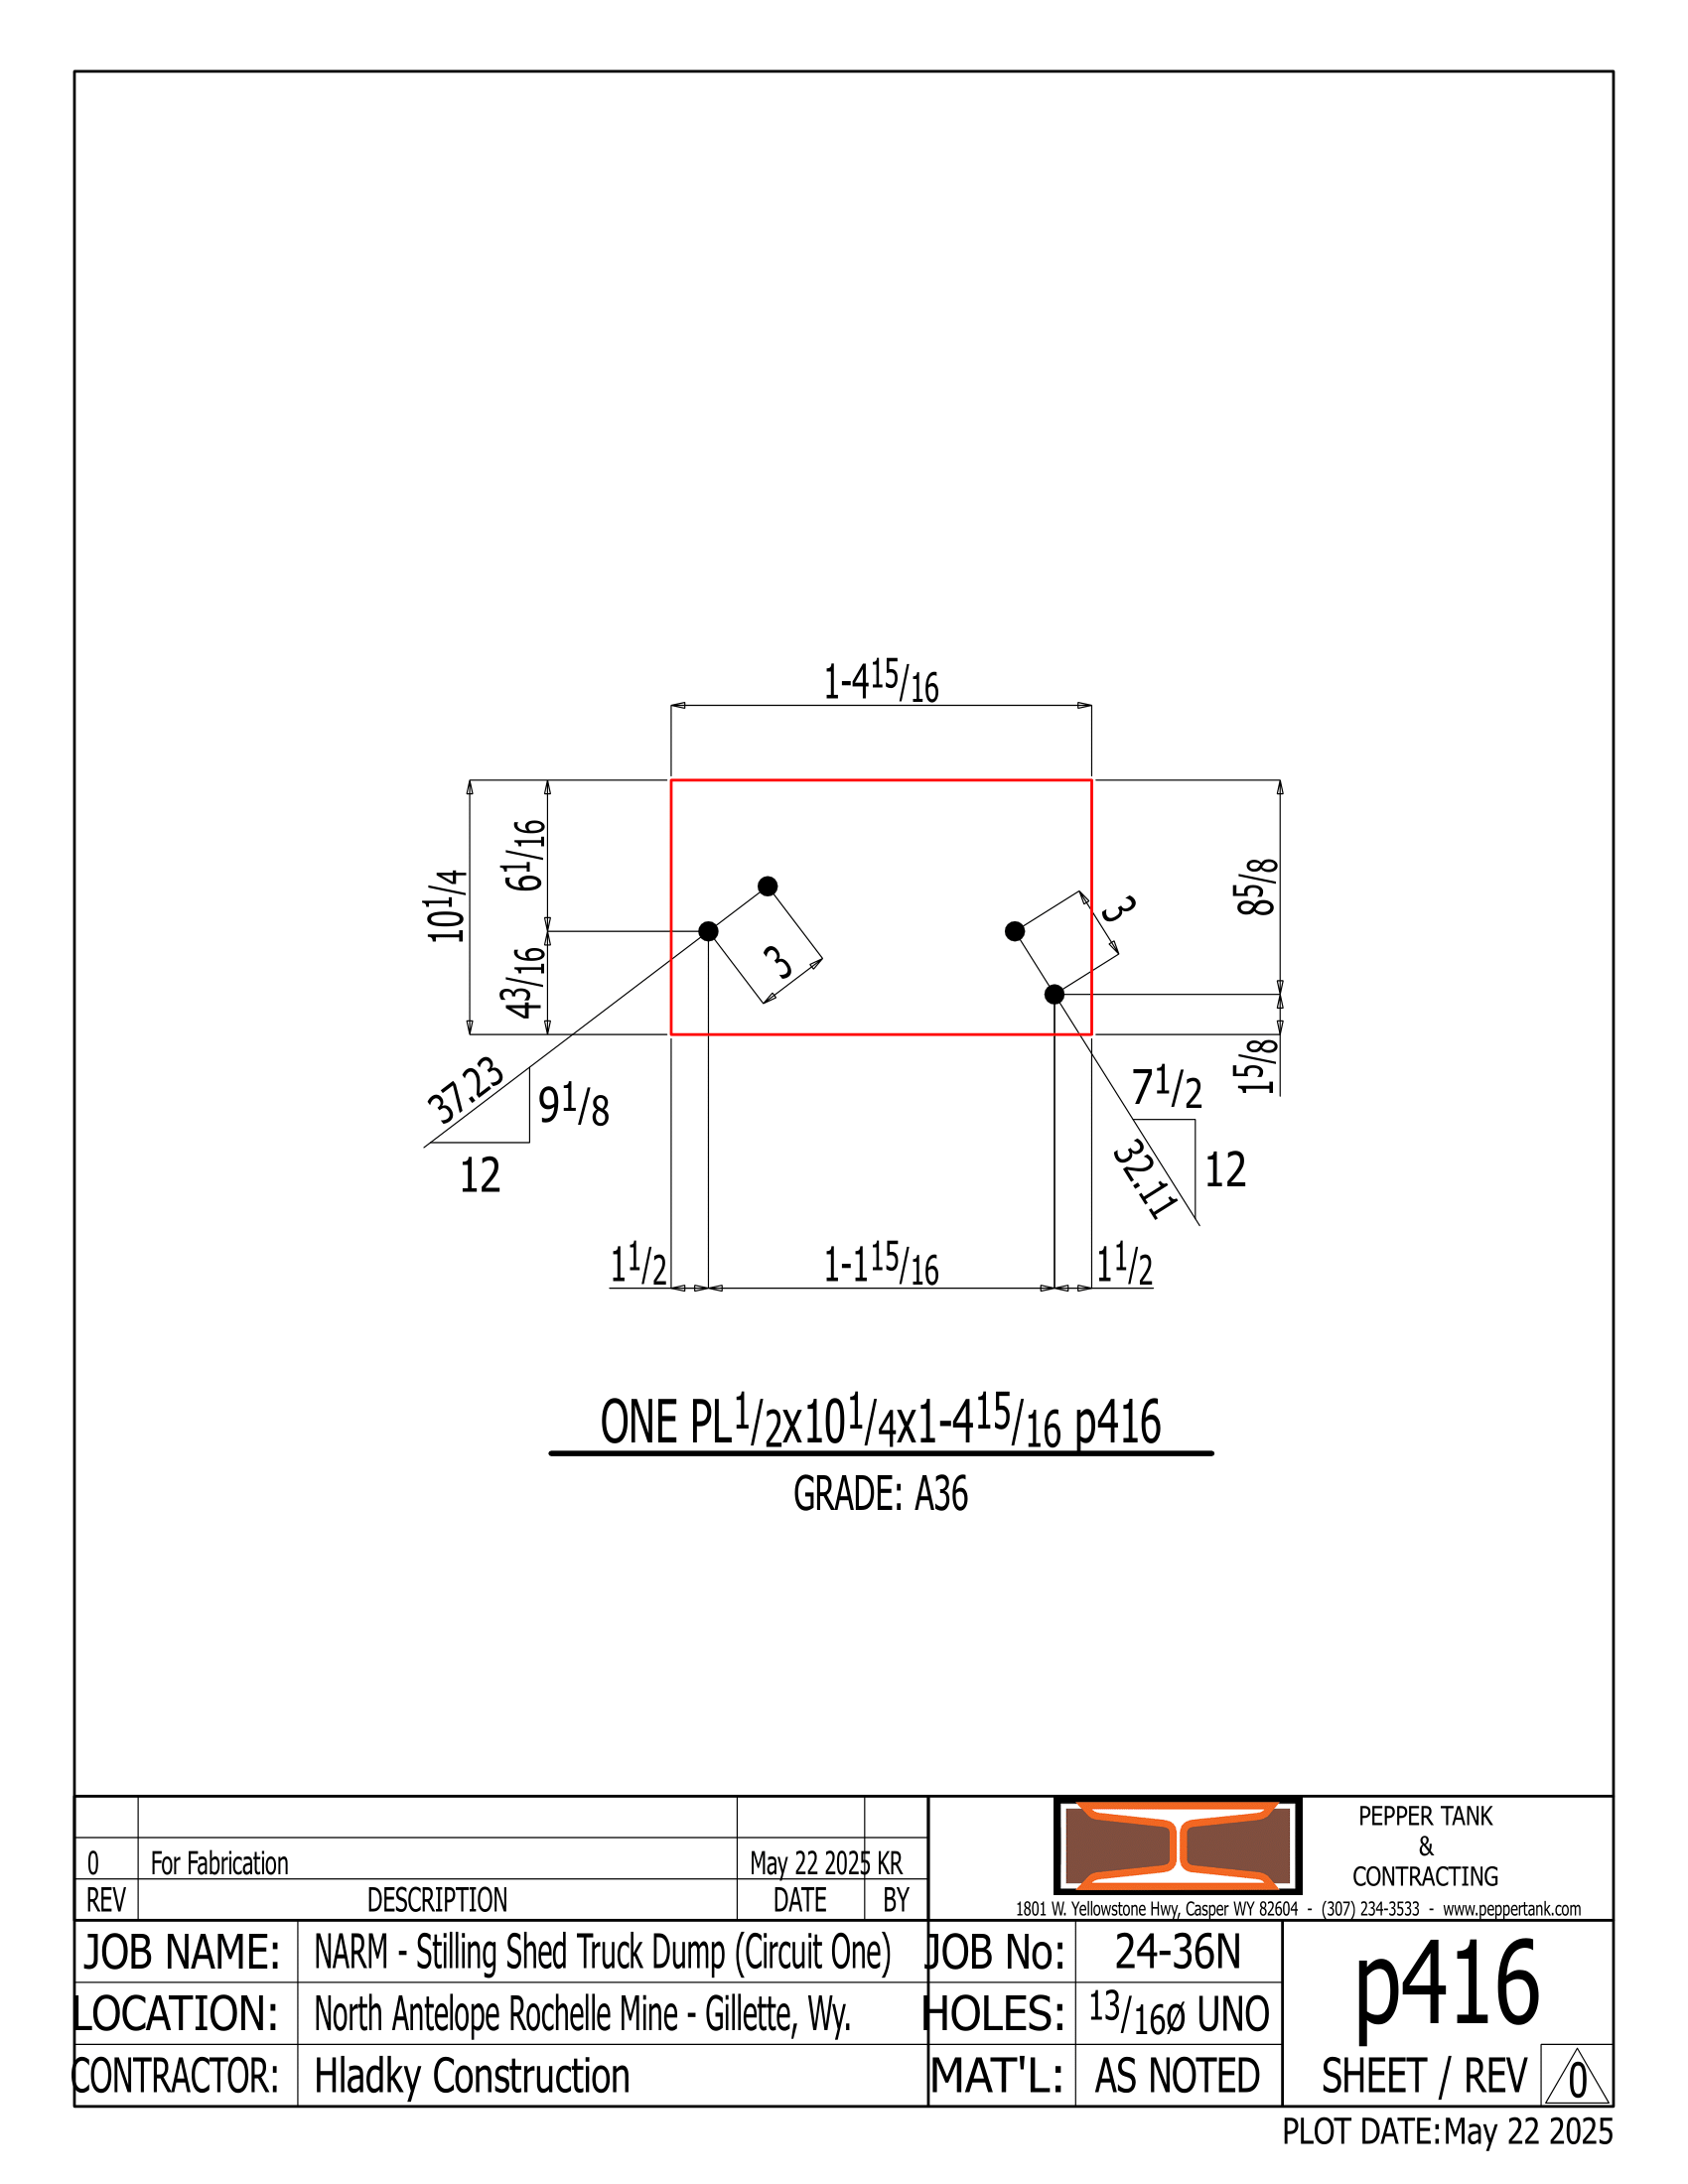 1-4 15/16
10 1/4
6 1/16
4 3/16
3
3
8 5/8
1 5/8
37.23
9 1/8
12
7 1/2
12
32.11
1 1/2
1-1 15/16
1 1/2
ONE PL 1/2x10 1/4x1-4 15/16 p416
GRADE: A36
0 For Fabrication May 22 2025 KR
REV DESCRIPTION DATE BY
PEPPER TANK
&
CONTRACTING
1801 W. Yellowstone Hwy, Casper WY 82604 - (307) 234-3533 - www.peppertank.com
JOB NAME: NARM - Stilling Shed Truck Dump (Circuit One)
LOCATION: North Antelope Rochelle Mine - Gillette, Wy.
CONTRACTOR: Hladky Construction
JOB No: 24-36N
HOLES: 13/16ø UNO
MAT'L: AS NOTED
p416
SHEET / REV 0
PLOT DATE:May 22 2025